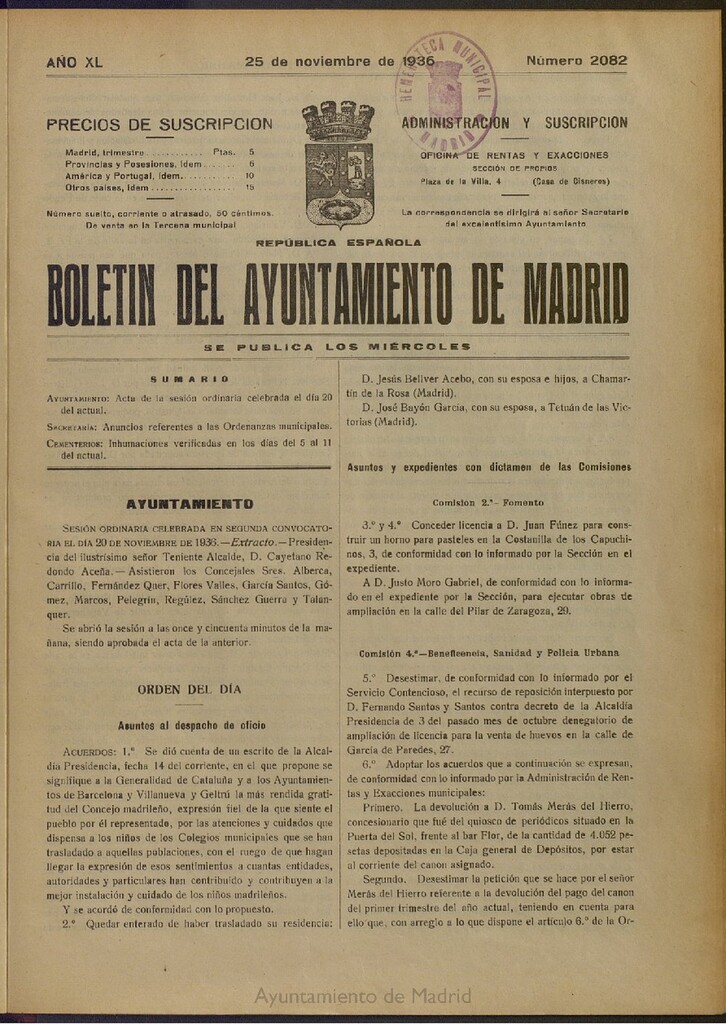 AÑO XL
25 de noviembre de 1936
Número 2082
HEMEROTECA MUNICIPAL
MADRID
PRECIOS DE SUSCRIPCION
Madrid, trimestre ........... Ptas. 5
Provincias y Posesiones, ídem ....... 6
América y Portugal, ídem ........... 10
Otros países, ídem ................. 15
Número suelto, corriente o atrasado, 50 céntimos.
De venta en la Tercena municipal
ADMINISTRACION Y SUSCRIPCION
OFICINA DE RENTAS Y EXACCIONES
SECCIÓN DE PROPIOS
Plaza de la Villa, 4 (Casa de Cisneros)
La correspondencia se dirigirá al señor Secretario
del excelentísimo Ayuntamiento
REPÚBLICA ESPAÑOLA
BOLETIN DEL AYUNTAMIENTO DE MADRID
SE PUBLICA LOS MIÉRCOLES
SUMARIO
AYUNTAMIENTO: Acta de la sesión ordinaria celebrada el día 20
del actual.
SECRETARÍA: Anuncios referentes a las Ordenanzas municipales.
CEMENTERIOS: Inhumaciones verificadas en los días del 5 al 11
del actual.
AYUNTAMIENTO
SESIÓN ORDINARIA CELEBRADA EN SEGUNDA CONVOCATO-
RIA EL DÍA 20 DE NOVIEMBRE DE 1936.—Extracto.—Presiden-
cia del ilustrísimo señor Teniente Alcalde, D. Cayetano Re-
dondo Aceña.—Asistieron los Concejales Sres. Alberca,
Carrillo, Fernández Quer, Flores Valles, García Santos, Gó-
mez, Marcos, Pelegrín, Regúlez, Sánchez Guerra y Talan-
quer.
Se abrió la sesión a las once y cincuenta minutos de la ma-
ñana, siendo aprobada el acta de la anterior.
ORDEN DEL DÍA
Asuntos al despacho de oficio
ACUERDOS: 1.º Se dió cuenta de un escrito de la Alcal-
día Presidencia, fecha 14 del corriente, en el que propone se
signifique a la Generalidad de Cataluña y a los Ayuntamien-
tos de Barcelona y Villanueva y Geltrú la más rendida grati-
tud del Concejo madrileño, expresión fiel de la que siente el
pueblo por él representado, por las atenciones y cuidados que
dispensa a los niños de los Colegios municipales que se han
trasladado a aquellas poblaciones, con el ruego de que hagan
llegar la expresión de esos sentimientos a cuantas entidades,
autoridades y particulares han contribuido y contribuyen a la
mejor instalación y cuidado de los niños madrileños.
Y se acordó de conformidad con lo propuesto.
2.º Quedar enterado de haber trasladado su residencia:
D. Jesús Bellver Acebo, con su esposa e hijos, a Chamar-
tín de la Rosa (Madrid).
D. José Bayón García, con su esposa, a Tetuán de las Vic-
torias (Madrid).
Asuntos y expedientes con dictamen de las Comisiones
Comisión 2.ª-Fomento
3.º y 4.º Conceder licencia a D. Juan Fúnez para cons-
truir un horno para pasteles en la Costanilla de los Capuchi-
nos, 3, de conformidad con lo informado por la Sección en el
expediente.
A D. Justo Moro Gabriel, de conformidad con lo informa-
do en el expediente por la Sección, para ejecutar obras de
ampliación en la calle del Pilar de Zaragoza, 29.
Comisión 4.ª—Beneficencia, Sanidad y Policía Urbana
5.º Desestimar, de conformidad con lo informado por el
Servicio Contencioso, el recurso de reposición interpuesto por
D. Fernando Santos y Santos contra decreto de la Alcaldía
Presidencia de 3 del pasado mes de octubre denegatorio de
ampliación de licencia para la venta de huevos en la calle de
García de Paredes, 27.
6.º Adoptar los acuerdos que a continuación se expresan,
de conformidad con lo informado por la Administración de Ren-
tas y Exacciones municipales:
Primero. La devolución a D. Tomás Merás del Hierro,
concesionario que fué del quiosco de periódicos situado en la
Puerta del Sol, frente al bar Flor, de la cantidad de 4.052 pe-
setas depositadas en la Caja general de Depósitos, por estar
al corriente del canon asignado.
Segundo. Desestimar la petición que se hace por el señor
Merás del Hierro referente a la devolución del pago del canon
del primer trimestre del año actual, teniendo en cuenta para
ello que, con arreglo a lo que dispone el artículo 6.º de la Or-
Ayuntamiento de Madrid